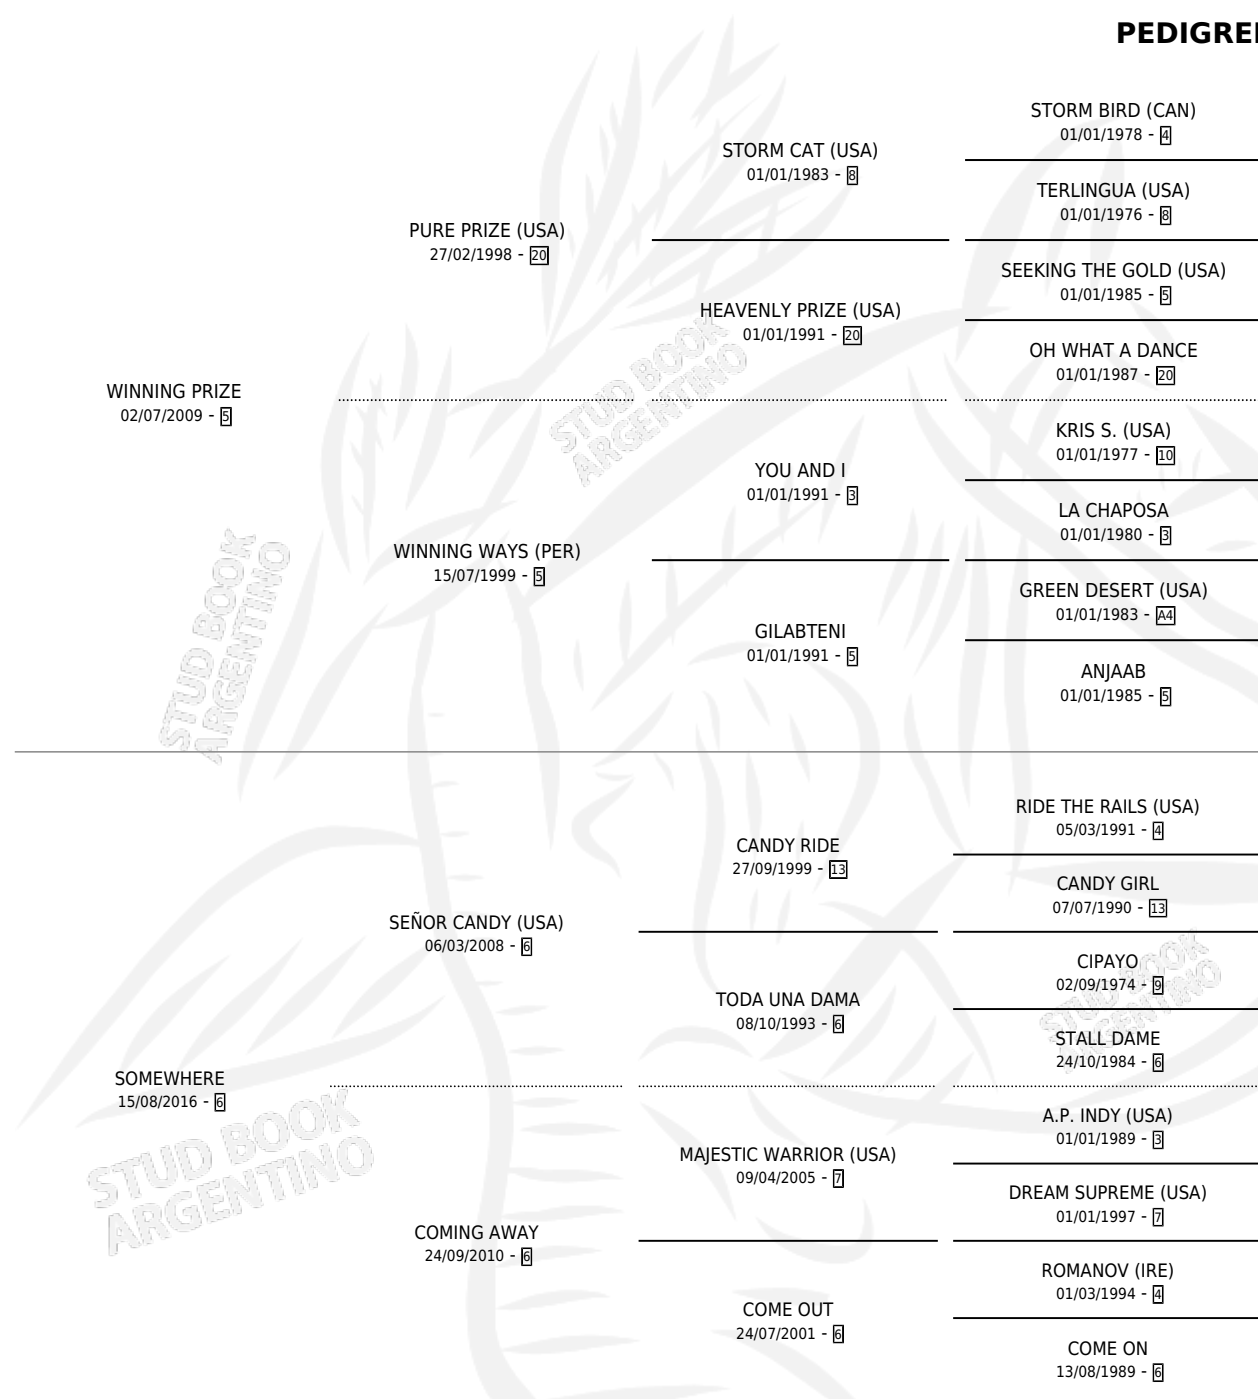 PEDIGREE
STORM BIRD (CAN)
01/01/1978 - 4
STORM CAT (USA)
01/01/1983 - 8
TERLINGUA (USA)
01/01/1976 - 8
PURE PRIZE (USA)
27/02/1998 - 20
SEEKING THE GOLD (USA)
01/01/1985 - 5
HEAVENLY PRIZE (USA)
01/01/1991 - 20
OH WHAT A DANCE
01/01/1987 - 20
WINNING PRIZE
02/07/2009 - 5
KRIS S. (USA)
01/01/1977 - 10
YOU AND I
01/01/1991 - 3
LA CHAPOSA
01/01/1980 - 3
WINNING WAYS (PER)
15/07/1999 - 5
GREEN DESERT (USA)
01/01/1983 - A4
GILABTENI
01/01/1991 - 5
ANJAAB
01/01/1985 - 5
RIDE THE RAILS (USA)
05/03/1991 - 4
CANDY RIDE
27/09/1999 - 13
CANDY GIRL
07/07/1990 - 13
SEÑOR CANDY (USA)
06/03/2008 - 6
CIPAYO
02/09/1974 - 9
TODA UNA DAMA
08/10/1993 - 6
STALL DAME
24/10/1984 - 6
SOMEWHERE
15/08/2016 - 6
A.P. INDY (USA)
01/01/1989 - 3
MAJESTIC WARRIOR (USA)
09/04/2005 - 7
DREAM SUPREME (USA)
01/01/1997 - 7
COMING AWAY
24/09/2010 - 6
ROMANOV (IRE)
01/03/1994 - 4
COME OUT
24/07/2001 - 6
COME ON
13/08/1989 - 6
STUD BOOK
ARGENTINO
STUD BOOK
ARGENTINO
STUD BOOK
ARGENTINO
STUD BOOK
ARGENTINO